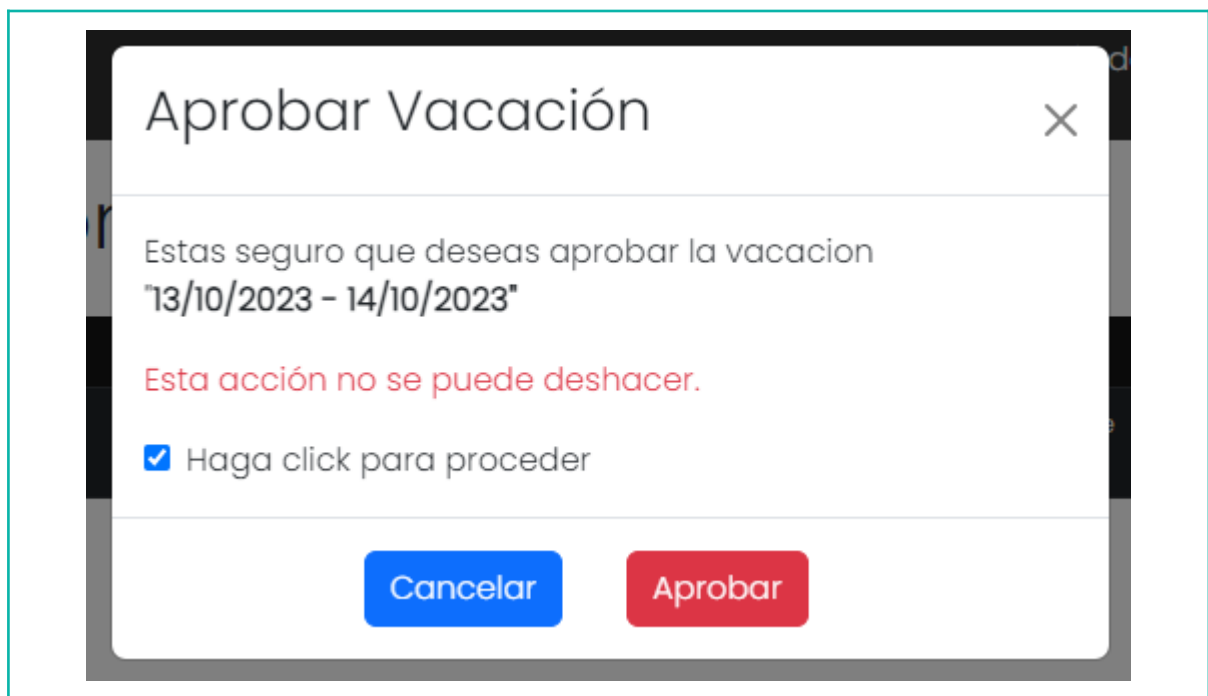 Aprobar Vacación
Estas seguro que deseas aprobar la vacacion
"13/10/2023 - 14/10/2023"
Esta acción no se puede deshacer.
Haga click para proceder
Cancelar
Aprobar